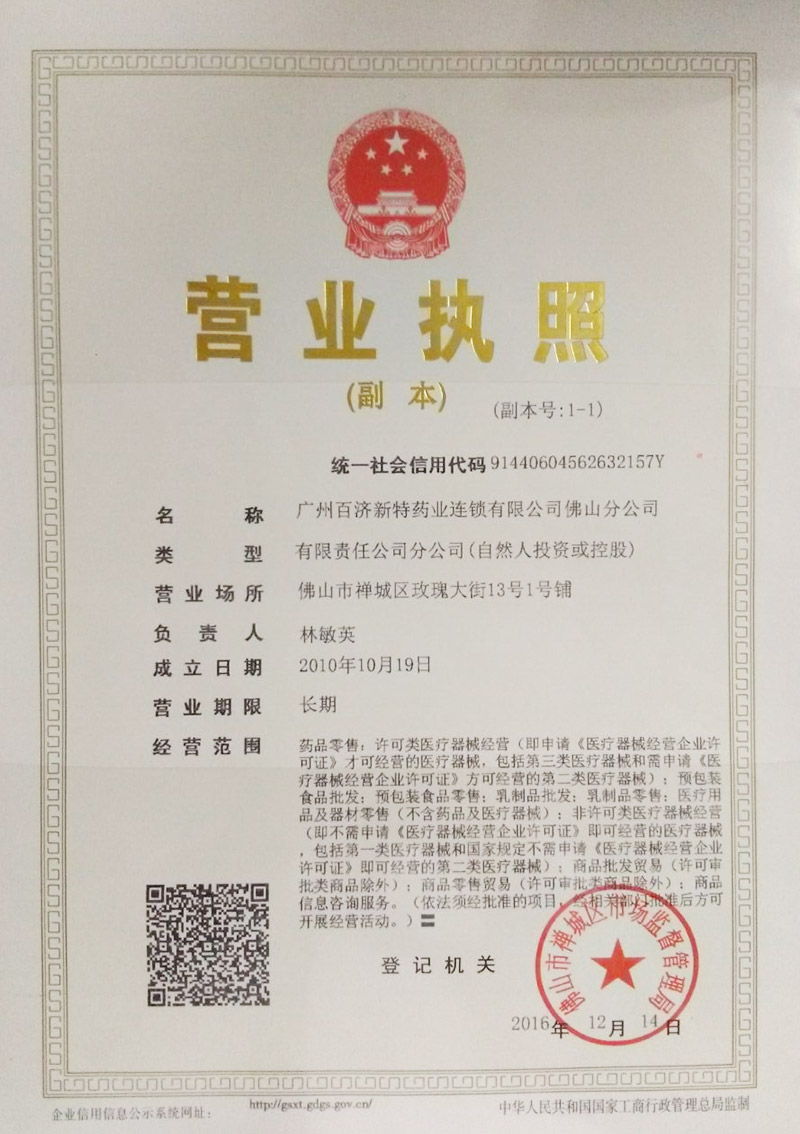 营业执照
(副 本)
(副本号:1-1)
统一社会信用代码 91440604562632157Y
名 称 广州百济新特药业连锁有限公司佛山分公司
类 型 有限责任公司分公司(自然人投资或控股)
营业场所 佛山市禅城区玫瑰大街13号1号铺
负 责 人 林敏英
成立日期 2010年10月19日
营业期限 长期
经营范围 药品零售；许可类医疗器械经营（即申请《医疗器械经营企业许
可证》才可经营的医疗器械，包括第三类医疗器械和需申请《医
疗器械经营企业许可证》方可经营的第二类医疗器械）；预包装
食品批发；预包装食品零售；乳制品批发；乳制品零售；医疗用
品及器材零售（不含药品及医疗器械）；非许可类医疗器械经营
（即不需申请《医疗器械经营企业许可证》即可经营的医疗器械
，包括第一类医疗器械和国家规定不需申请《医疗器械经营企业
许可证》即可经营的第二类医疗器械）；商品批发贸易（许可审
批类商品除外）；商品零售贸易（许可审批类商品除外）；商品
信息咨询服务。（依法须经批准的项目，经相关部门批准后方可
开展经营活动。）
登记机关
佛山市禅城区市场监督管理局
2016年 12月 14日
企业信用信息公示系统网址： http://gsxt.gdgs.gov.cn/ 中华人民共和国国家工商行政管理总局监制